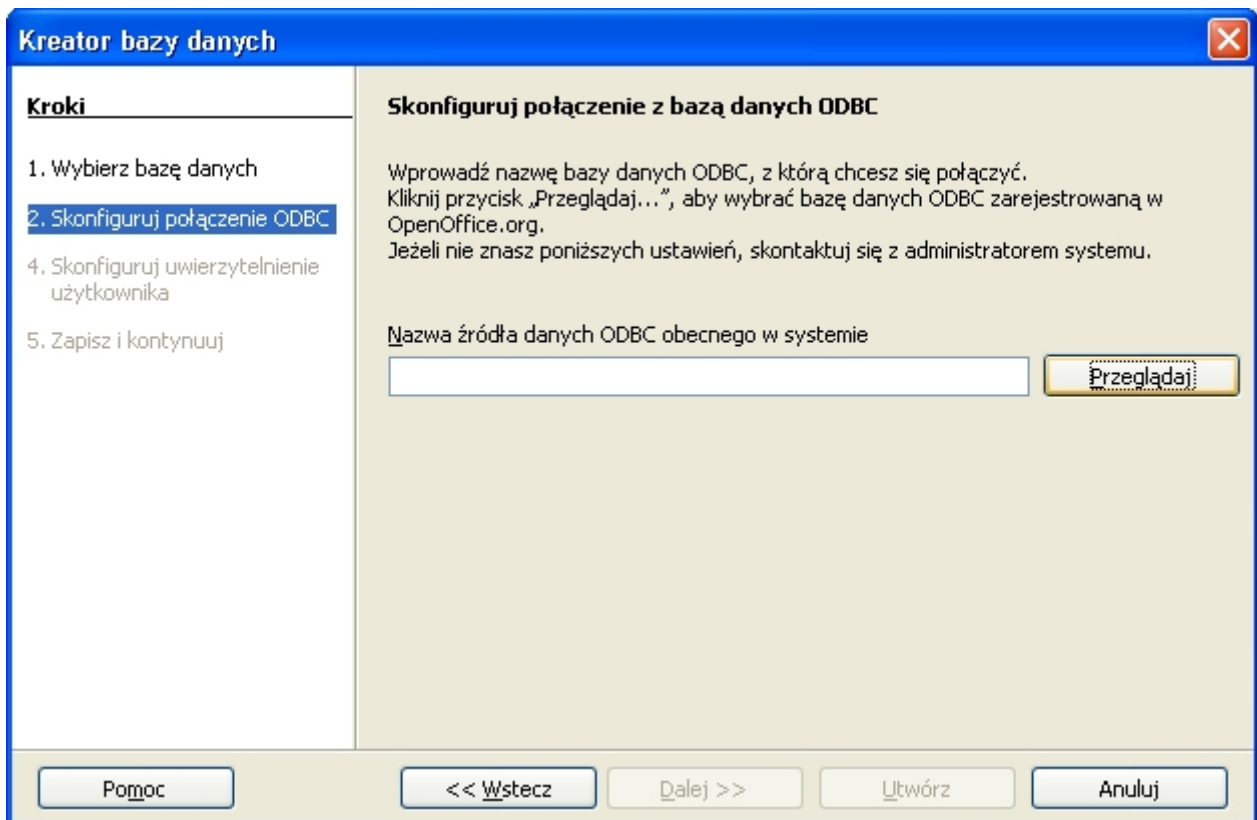 Kreator bazy danych
Kroki
1. Wybierz bazę danych
2. Skonfiguruj połączenie ODBC
4. Skonfiguruj uwierzytelnienie
użytkownika
5. Zapisz i kontynuuj
Skonfiguruj połączenie z bazą danych ODBC
Wprowadź nazwę bazy danych ODBC, z którą chcesz się połączyć.
Kliknij przycisk „Przeglądaj...”, aby wybrać bazę danych ODBC zarejestrowaną w
OpenOffice.org.
Jeżeli nie znasz poniższych ustawień, skontaktuj się z administratorem systemu.
Nazwa źródła danych ODBC obecnego w systemie
Przeglądaj
Pomoc
<< Wstecz
Dalej >>
Utwórz
Anuluj